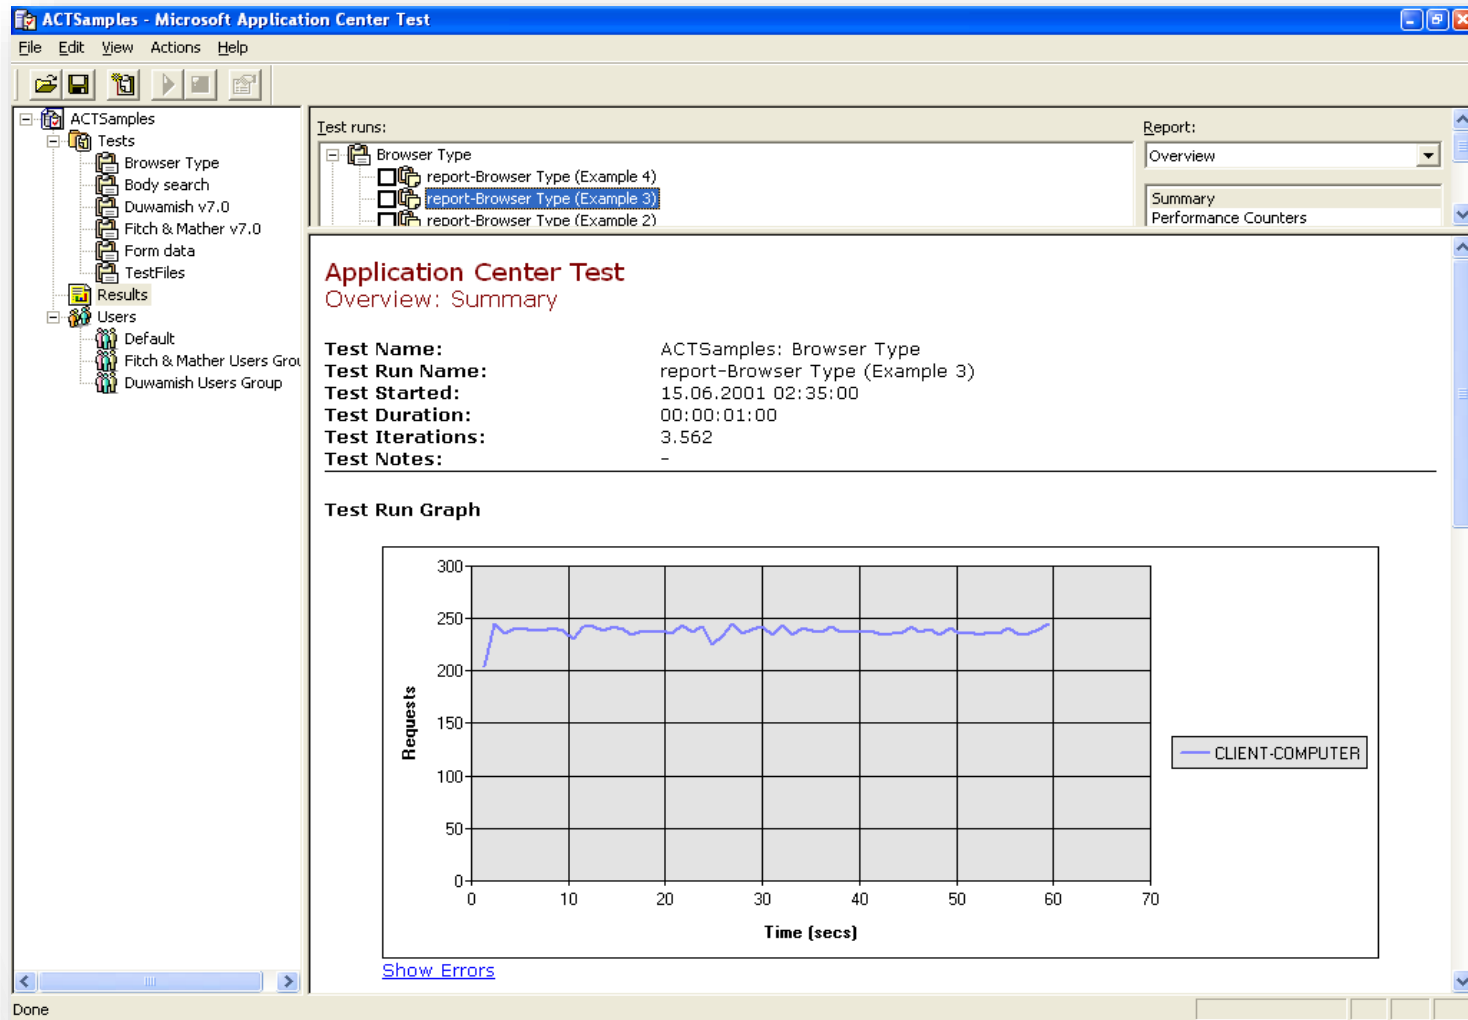 ACTSamples - Microsoft Application Center Test
File Edit View Actions Help
ACTSamples
Tests
Browser Type
Body search
Duwamish v7.0
Fitch & Mather v7.0
Form data
TestFiles
Results
Users
Default
Fitch & Mather Users Grou
Duwamish Users Group
Test runs:
Browser Type
report-Browser Type (Example 4)
report-Browser Type (Example 3)
report-Browser Type (Example 2)
Report:
Overview
Summary
Performance Counters
Application Center Test
Overview: Summary
Test Name: ACTSamples: Browser Type
Test Run Name: report-Browser Type (Example 3)
Test Started: 15.06.2001 02:35:00
Test Duration: 00:00:01:00
Test Iterations: 3.562
Test Notes: -
Test Run Graph
300
250
200
150
100
50
0
Requests
0 10 20 30 40 50 60 70
Time (secs)
CLIENT-COMPUTER
Show Errors
Done